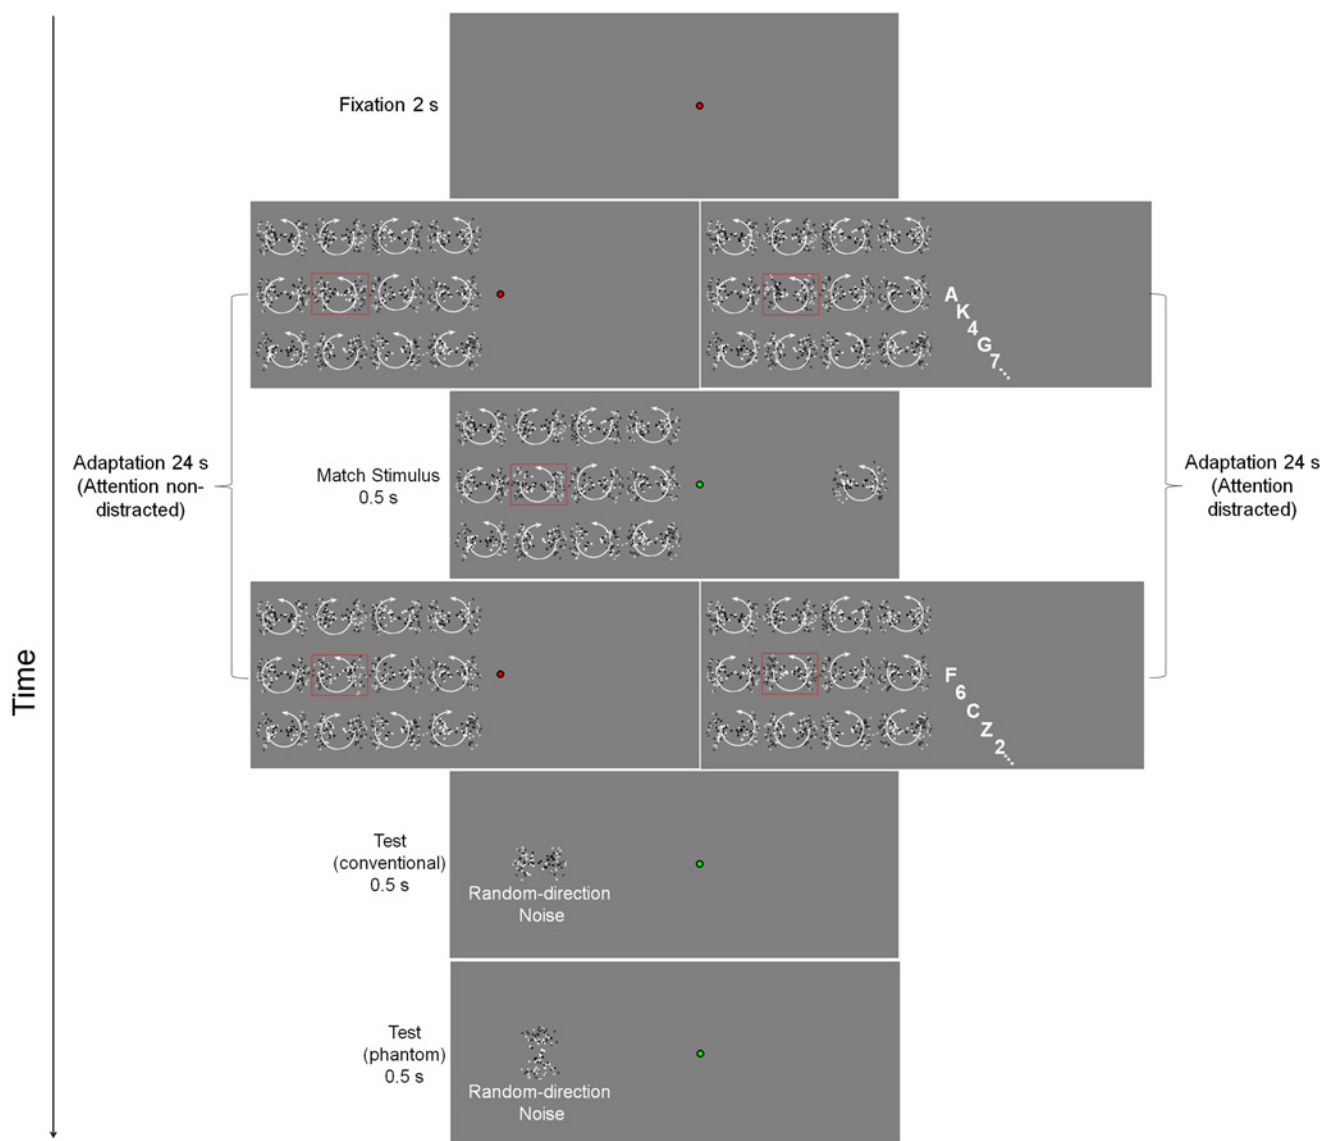 Fixation 2 s
A
K
4
G
7...
Adaptation 24 s
(Attention non-
distracted)
Match Stimulus
0.5 s
Adaptation 24 s
(Attention
distracted)
Time
F
6
C
Z
2...
Test
(conventional)
0.5 s
Random-direction
Noise
Test
(phantom)
0.5 s
Random-direction
Noise